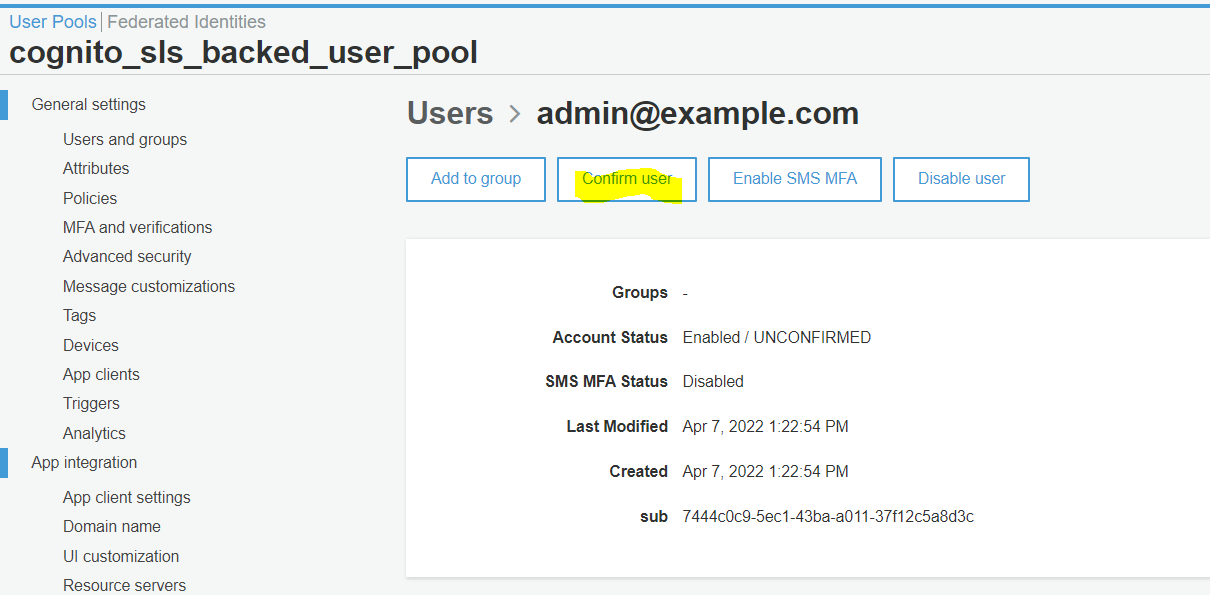 User Pools Federated Identities
cognito_sls_backed_user_pool
General settings
Users and groups
Attributes
Policies
MFA and verifications
Advanced security
Message customizations
Tags
Devices
App clients
Triggers
Analytics
App integration
App client settings
Domain name
UI customization
Resource servers
Users > admin@example.com
Add to group Confirm user Enable SMS MFA Disable user
Groups -
Account Status Enabled / UNCONFIRMED
SMS MFA Status Disabled
Last Modified Apr 7, 2022 1:22:54 PM
Created Apr 7, 2022 1:22:54 PM
sub 7444c0c9-5ec1-43ba-a011-37f12c5a8d3c